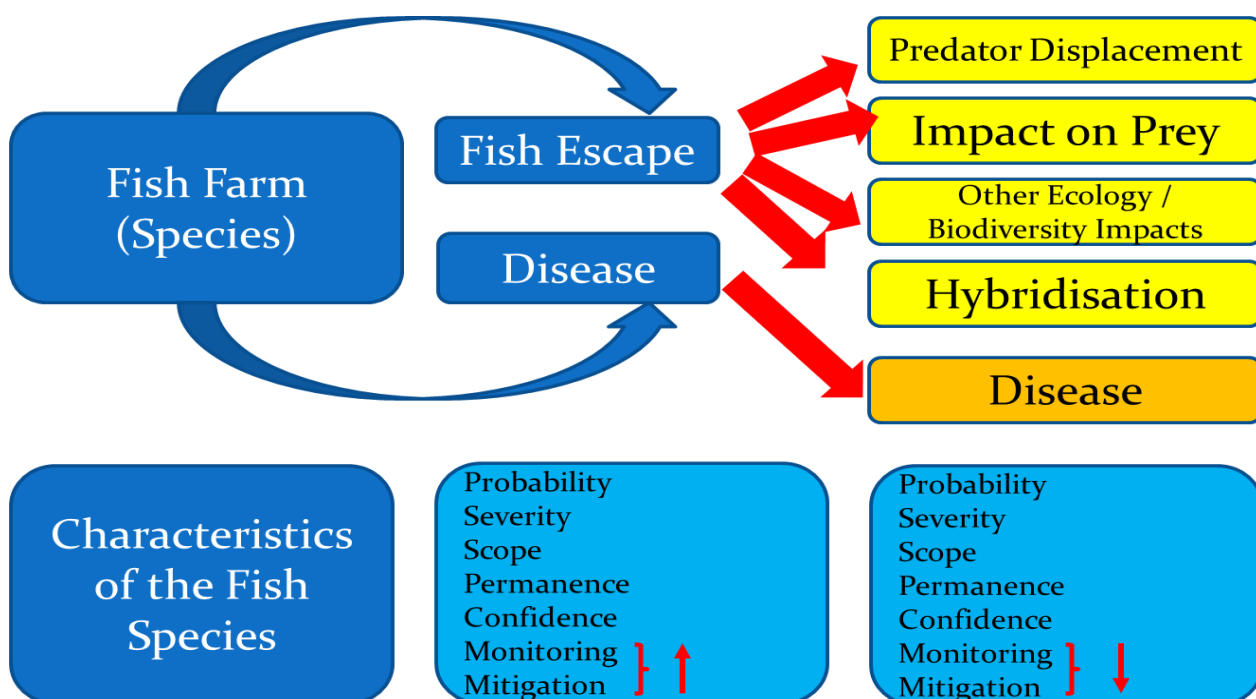 Fish Farm
(Species)
Fish Escape
Disease
Predator Displacement
Impact on Prey
Other Ecology /
Biodiversity Impacts
Hybridisation
Disease
Characteristics
of the Fish
Species
Probability
Severity
Scope
Permanence
Confidence
Monitoring
Mitigation
Probability
Severity
Scope
Permanence
Confidence
Monitoring
Mitigation